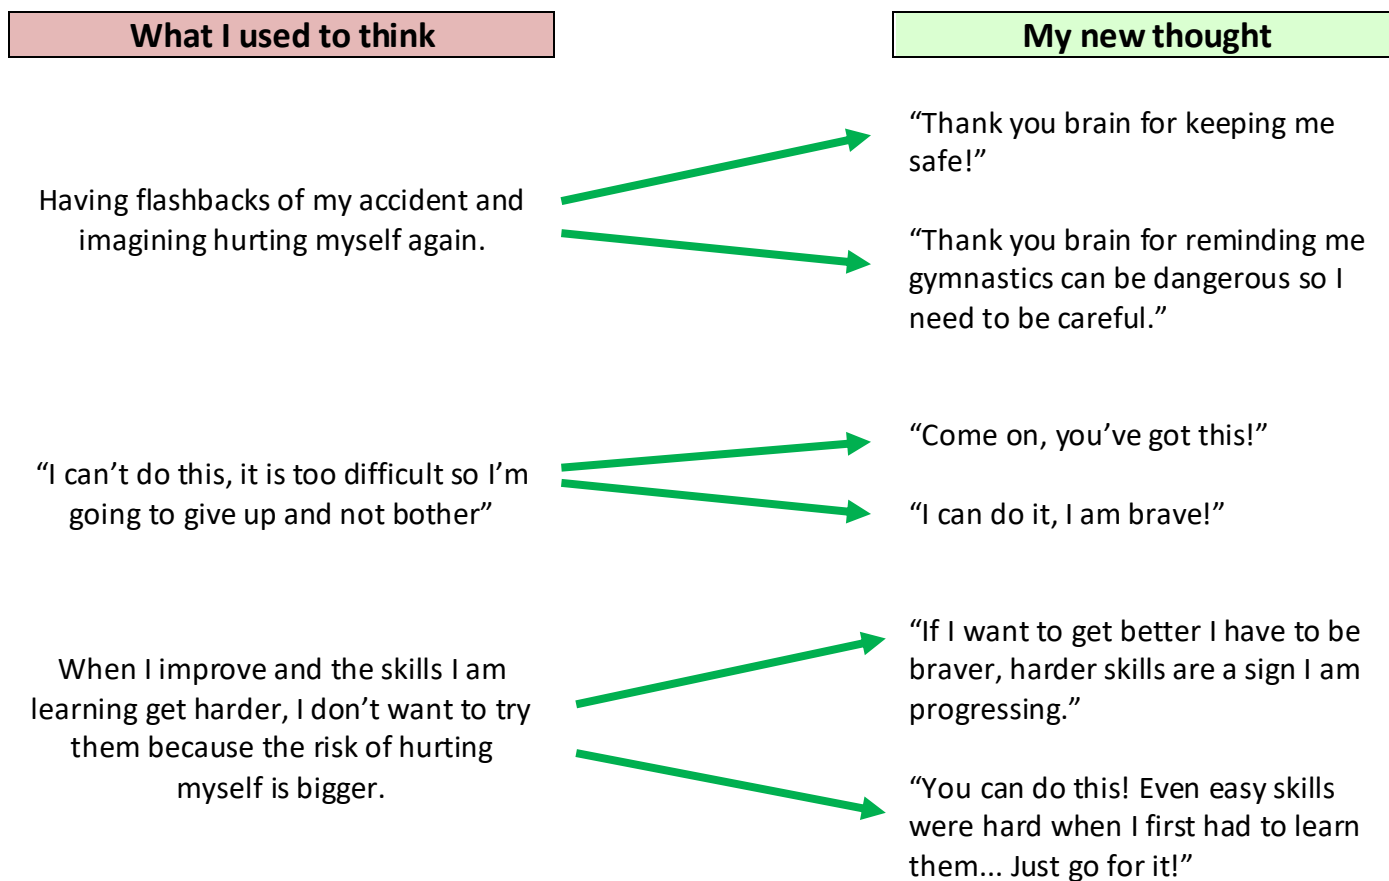 What I used to think
My new thought
Having flashbacks of my accident and
imagining hurting myself again.
“Thank you brain for keeping me
safe!”
“Thank you brain for reminding me
gymnastics can be dangerous so I
need to be careful.”
“I can’t do this, it is too difficult so I’m
going to give up and not bother”
“Come on, you’ve got this!”
“I can do it, I am brave!”
When I improve and the skills I am
learning get harder, I don’t want to try
them because the risk of hurting
myself is bigger.
“If I want to get better I have to be
braver, harder skills are a sign I am
progressing.”
“You can do this! Even easy skills
were hard when I first had to learn
them... Just go for it!”